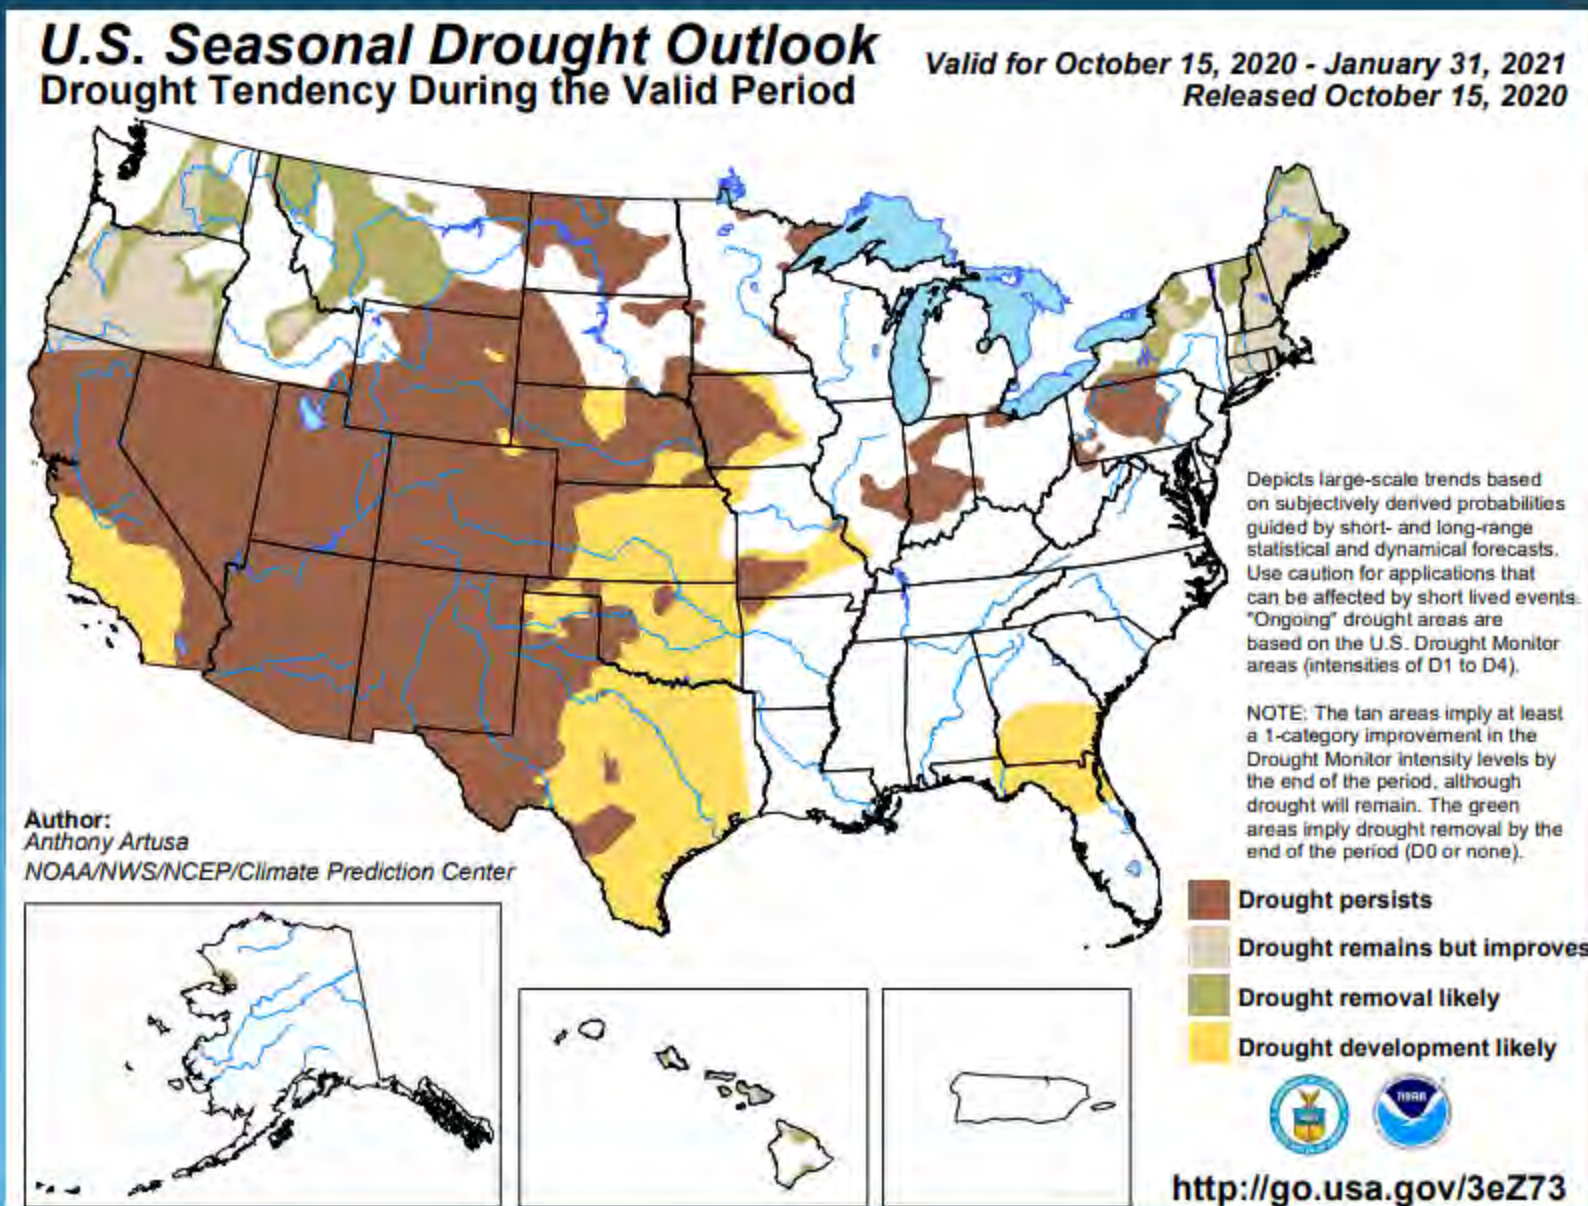 U.S. Seasonal Drought Outlook
Drought Tendency During the Valid Period
Valid for October 15, 2020 - January 31, 2021
Released October 15, 2020
Depicts large-scale trends based
on subjectively derived probabilities
guided by short- and long-range
statistical and dynamical forecasts.
Use caution for applications that
can be affected by short lived events.
"Ongoing" drought areas are
based on the U.S. Drought Monitor
areas (intensities of D1 to D4).
NOTE: The tan areas imply at least
a 1-category improvement in the
Drought Monitor intensity levels by
the end of the period, although
drought will remain. The green
areas imply drought removal by the
end of the period (D0 or none).
Author:
Anthony Artusa
NOAA/NWS/NCEP/Climate Prediction Center
Drought persists
Drought remains but improves
Drought removal likely
Drought development likely
NOAA
http://go.usa.gov/3eZ73